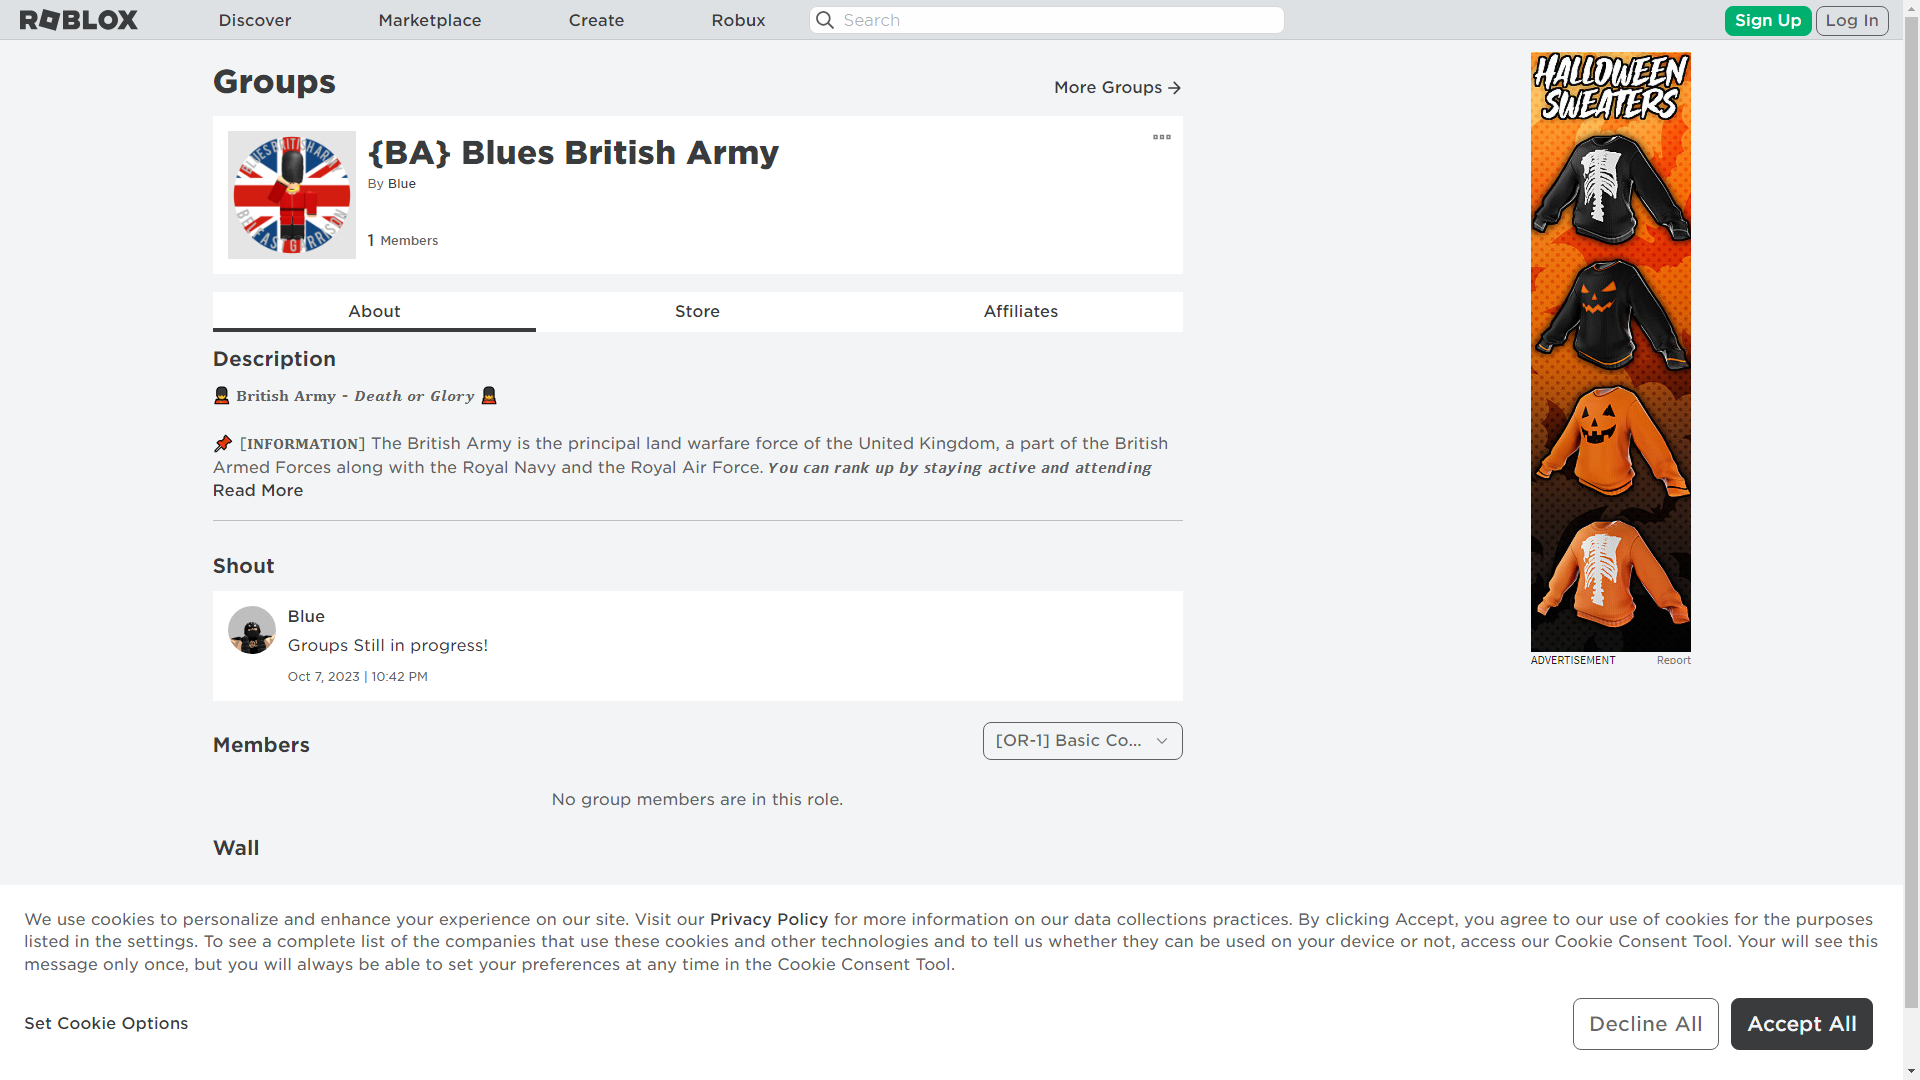 ROBLOX
Discover
Marketplace
Create
Robux
Search
Sign Up
Log In
Groups
More Groups →
BLUES BRITISH ARMY
BELFAST GARRISON
{BA} Blues British Army
By Blue
1 Members
About
Store
Affiliates
Description
British Army - Death or Glory
[INFORMATION] The British Army is the principal land warfare force of the United Kingdom, a part of the British
Armed Forces along with the Royal Navy and the Royal Air Force. You can rank up by staying active and attending
Read More
Shout
Blue
Groups Still in progress!
Oct 7, 2023 | 10:42 PM
Members
[OR-1] Basic Co...
No group members are in this role.
Wall
HALLOWEEN
SWEATERS
ADVERTISEMENT
Report
We use cookies to personalize and enhance your experience on our site. Visit our Privacy Policy for more information on our data collections practices. By clicking Accept, you agree to our use of cookies for the purposes
listed in the settings. To see a complete list of the companies that use these cookies and other technologies and to tell us whether they can be used on your device or not, access our Cookie Consent Tool. Your will see this
message only once, but you will always be able to set your preferences at any time in the Cookie Consent Tool.
Set Cookie Options
Decline All
Accept All